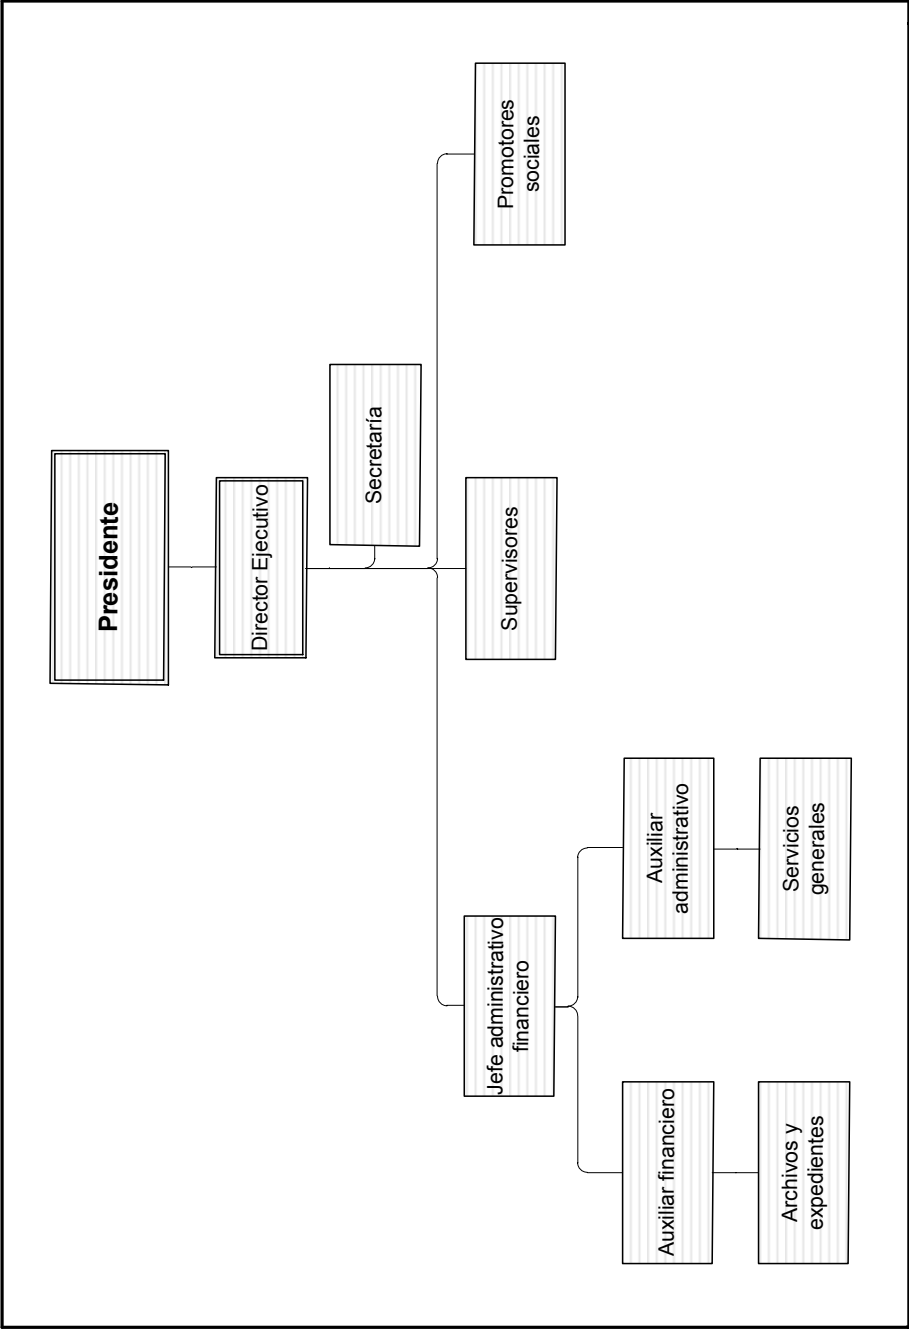 Presidente
Director Ejecutivo
Secretaría
Jefe administrativo
financiero
Supervisores
Promotores
sociales
Auxiliar financiero
Auxiliar
administrativo
Archivos y
expedientes
Servicios
generales